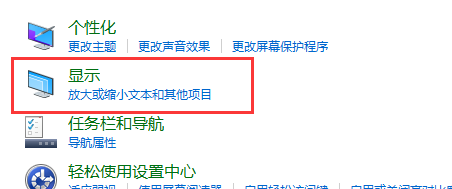 个性化
更改主题 更改声音效果 更改屏幕保护程序
显示
放大或缩小文本和其他项目
任务栏和导航
导航属性
轻松使用设置中心